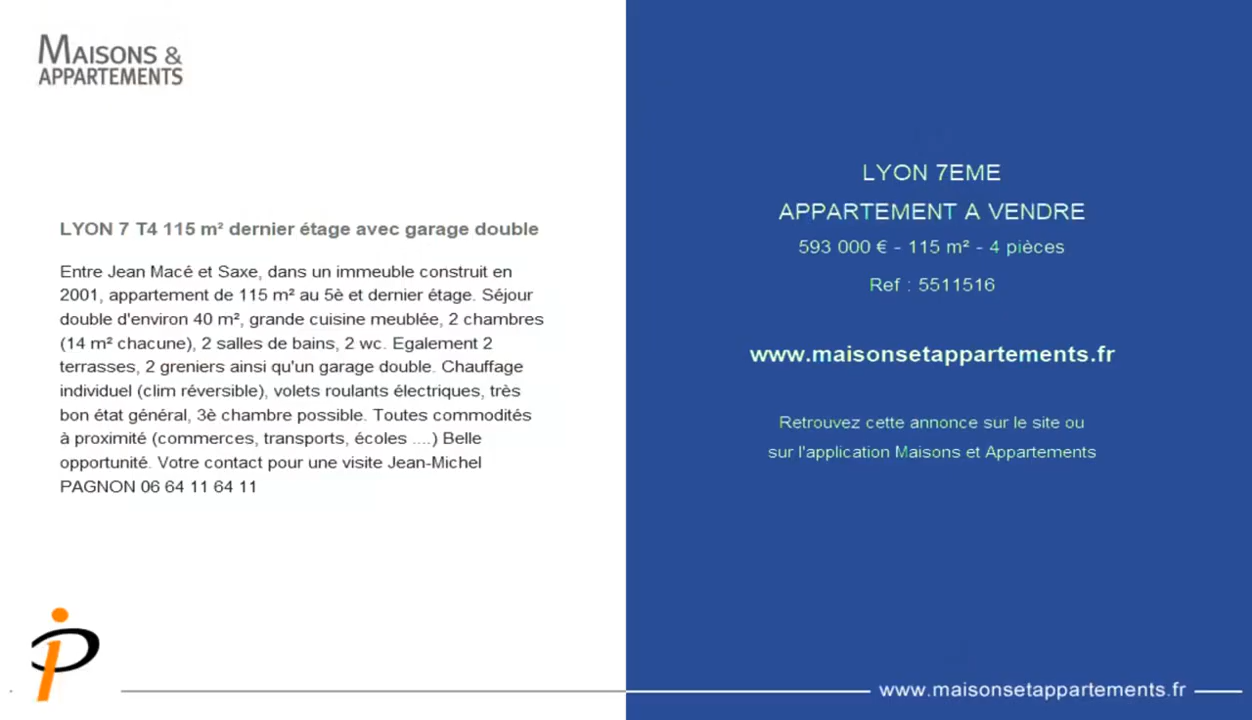 MAISONS &
APPARTEMENTS
LYON 7 T4 115 m² dernier étage avec garage double
Entre Jean Macé et Saxe, dans un immeuble construit en
2001, appartement de 115 m² au 5è et dernier étage. Séjour
double d'environ 40 m², grande cuisine meublée, 2 chambres
(14 m² chacune), 2 salles de bains, 2 wc. Egalement 2
terrasses, 2 greniers ainsi qu'un garage double. Chauffage
individuel (clim réversible), volets roulants électriques, très
bon état général, 3è chambre possible. Toutes commodités
à proximité (commerces, transports, écoles ....) Belle
opportunité. Votre contact pour une visite Jean-Michel
PAGNON 06 64 11 64 11
LYON 7EME
APPARTEMENT A VENDRE
593 000 € - 115 m² - 4 pièces
Ref : 5511516
www.maisonsetappartements.fr
Retrouvez cette annonce sur le site ou
sur l'application Maisons et Appartements
www.maisonsetappartements.fr